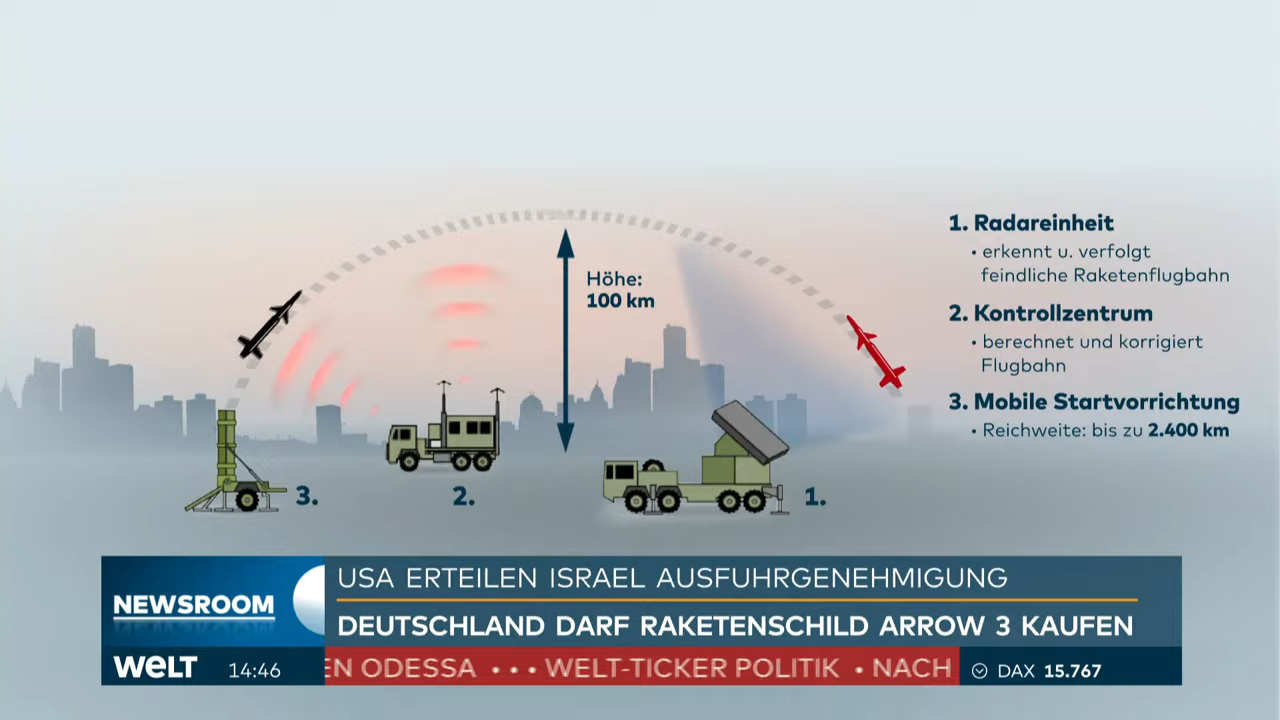 1. Radareinheit
• erkennt u. verfolgt
feindliche Raketenflugbahn
2. Kontrollzentrum
• berechnet und korrigiert
Flugbahn
3. Mobile Startvorrichtung
• Reichweite: bis zu 2.400 km
Höhe:
100 km
3.
2.
1.
USA ERTEILEN ISRAEL AUSFUHRGENEHMIGUNG
NEWSROOM
DEUTSCHLAND DARF RAKETENSCHILD ARROW 3 KAUFEN
WELT 14:46 EN ODESSA • • • WELT-TICKER POLITIK • NACH DAX 15.767